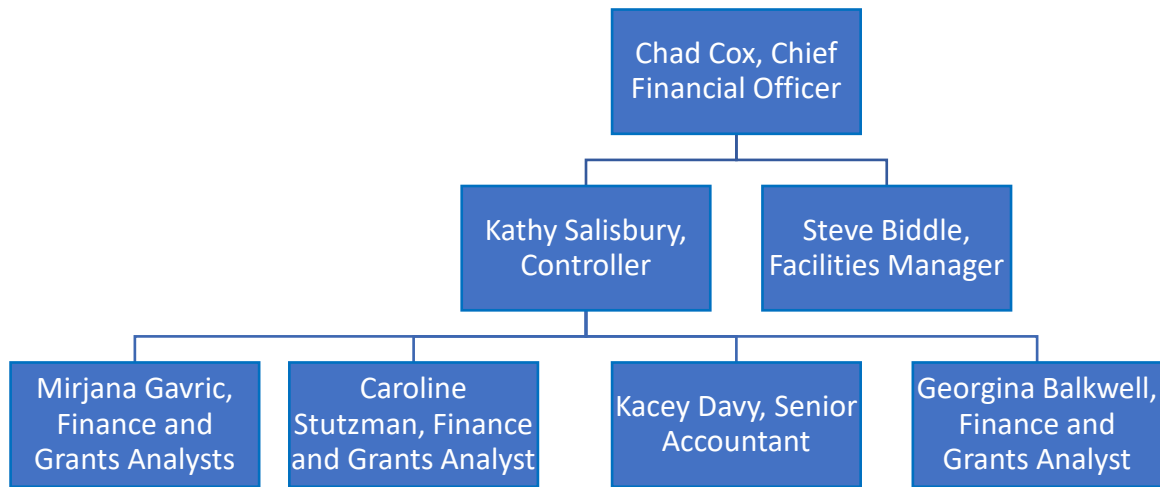 Chad Cox, Chief
Financial Officer
Kathy Salisbury,
Controller
Steve Biddle,
Facilities Manager
Mirjana Gavric,
Finance and
Grants Analysts
Caroline
Stutzman, Finance
and Grants Analyst
Kacey Davy, Senior
Accountant
Georgina Balkwell,
Finance and
Grants Analyst